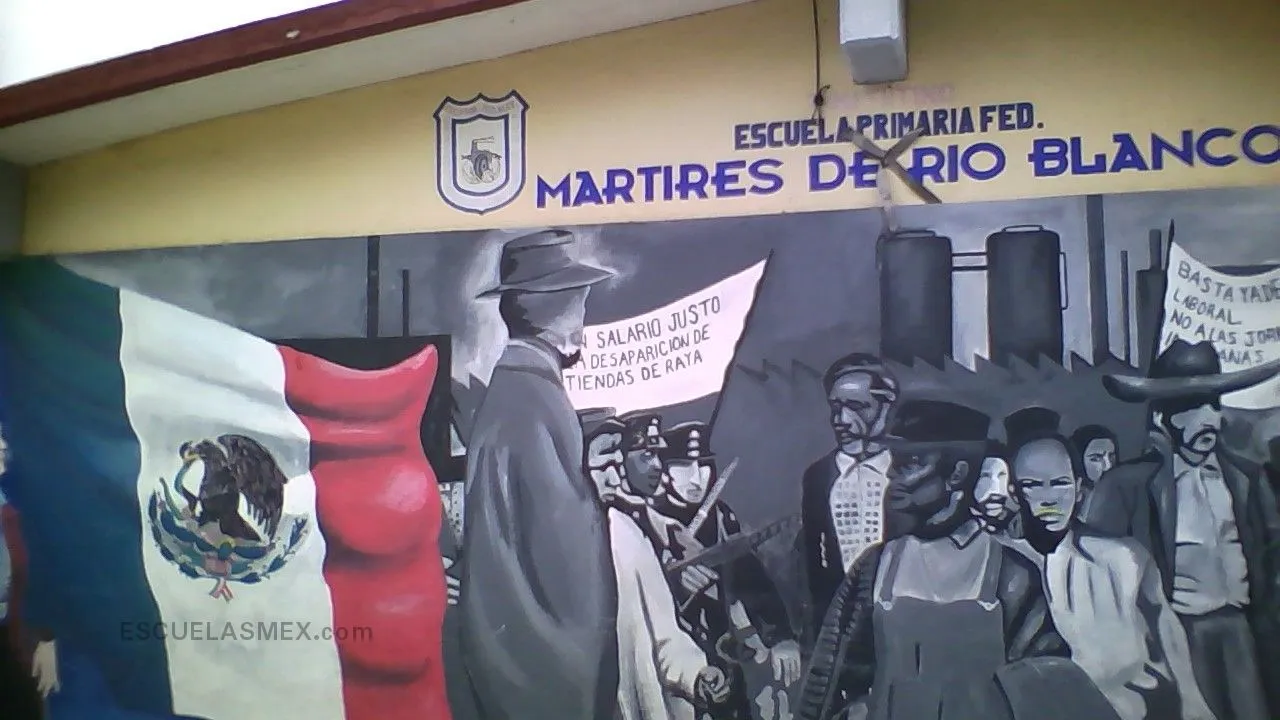 ESCUELA PRIMARIA FED.
MARTIRES DE RIO BLANCO
SALARIO JUSTO
DESAPARICION DE
TIENDAS DE RAYA
BASTA YA DE
LABORAL
NO A LAS
ESCUELASMEX.com